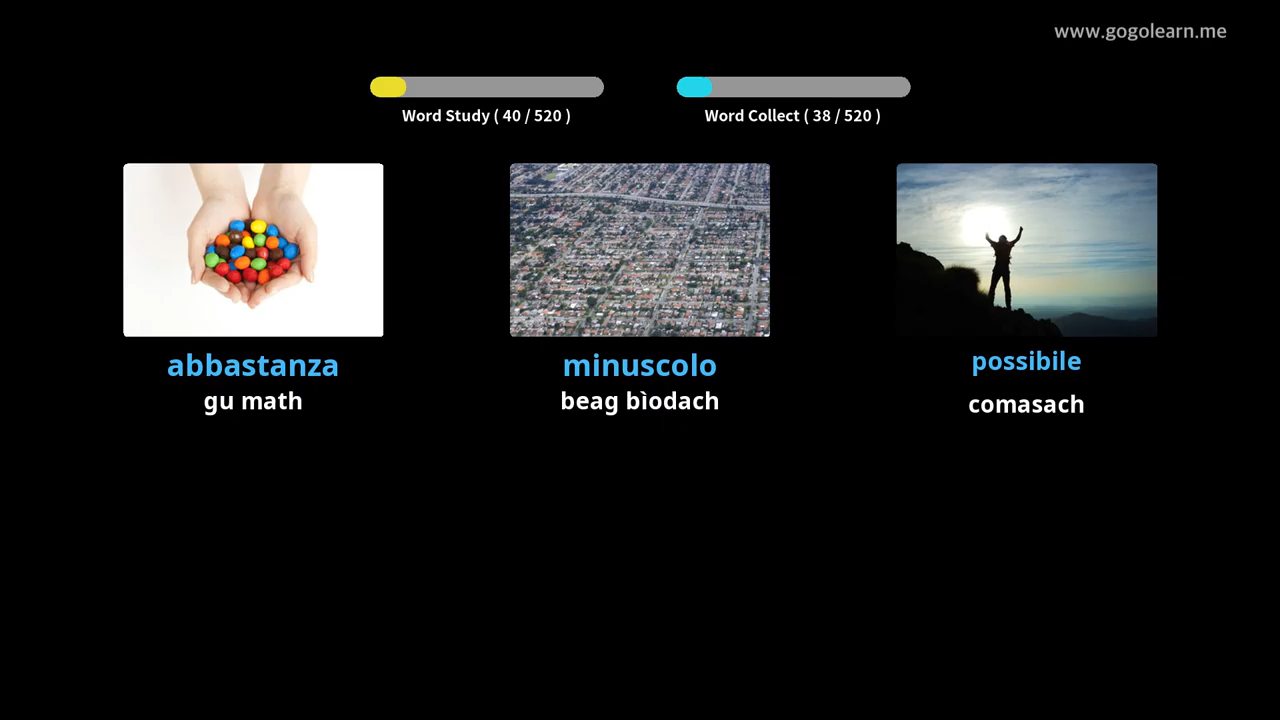 www.gogolearn.me
Word Study ( 40 / 520 )
Word Collect ( 38 / 520 )
abbastanza
gu math
minuscolo
beag bìodach
possibile
comasach